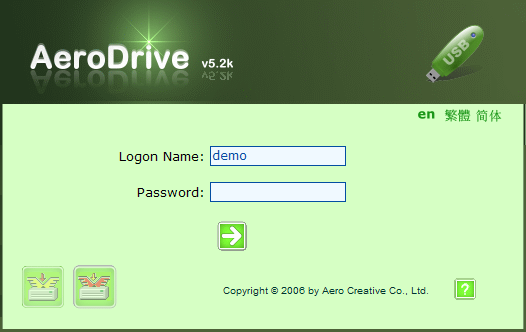 AeroDrive v5.2k
USB
en 繁體 简体
Logon Name: demo
Password:
Copyright © 2006 by Aero Creative Co., Ltd.
?